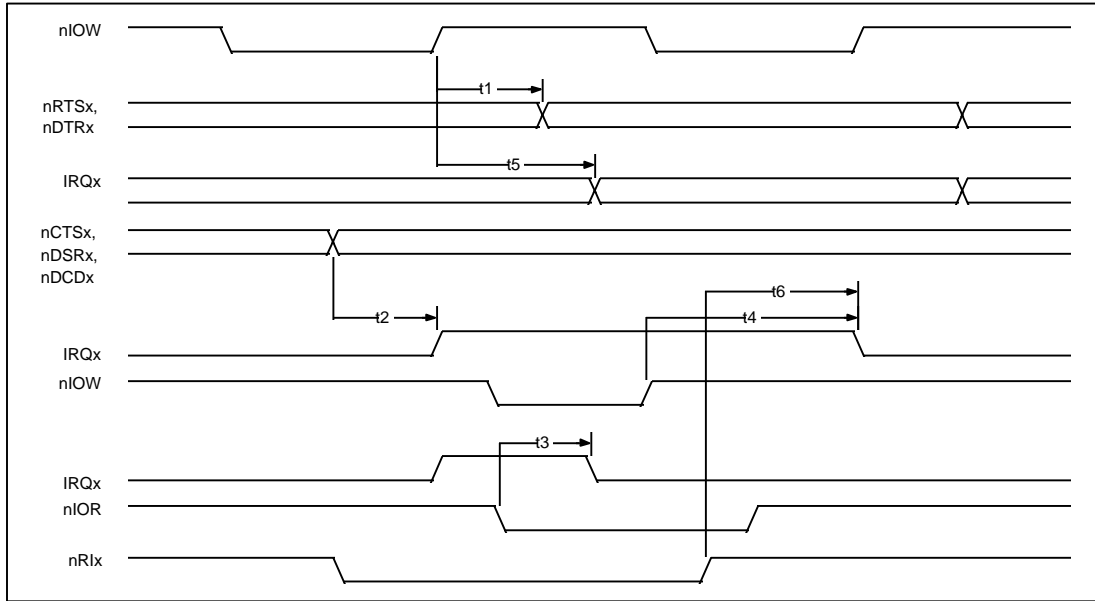 nIOW
t1
nRTSx,
nDTRx
t5
IRQx
nCTSx,
nDSRx,
nDCDx
t6
t2
t4
IRQx
nIOW
t3
IRQx
nIOR
nRIx